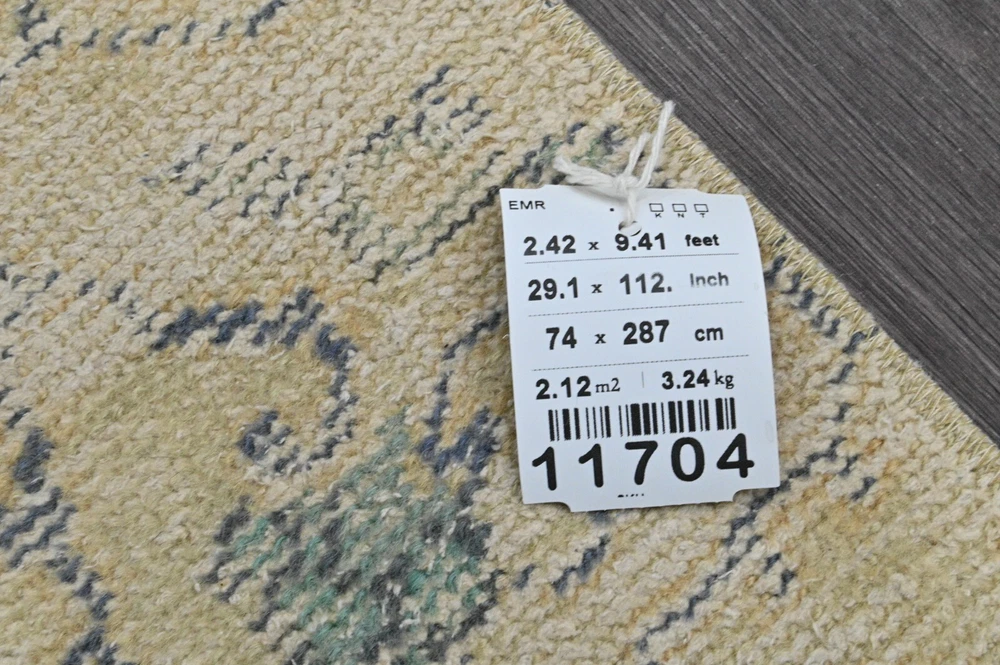 EMR
K N T
2.42 x 9.41 feet
29.1 x 112. Inch
74 x 287 cm
2.12 m2 | 3.24 kg
11704